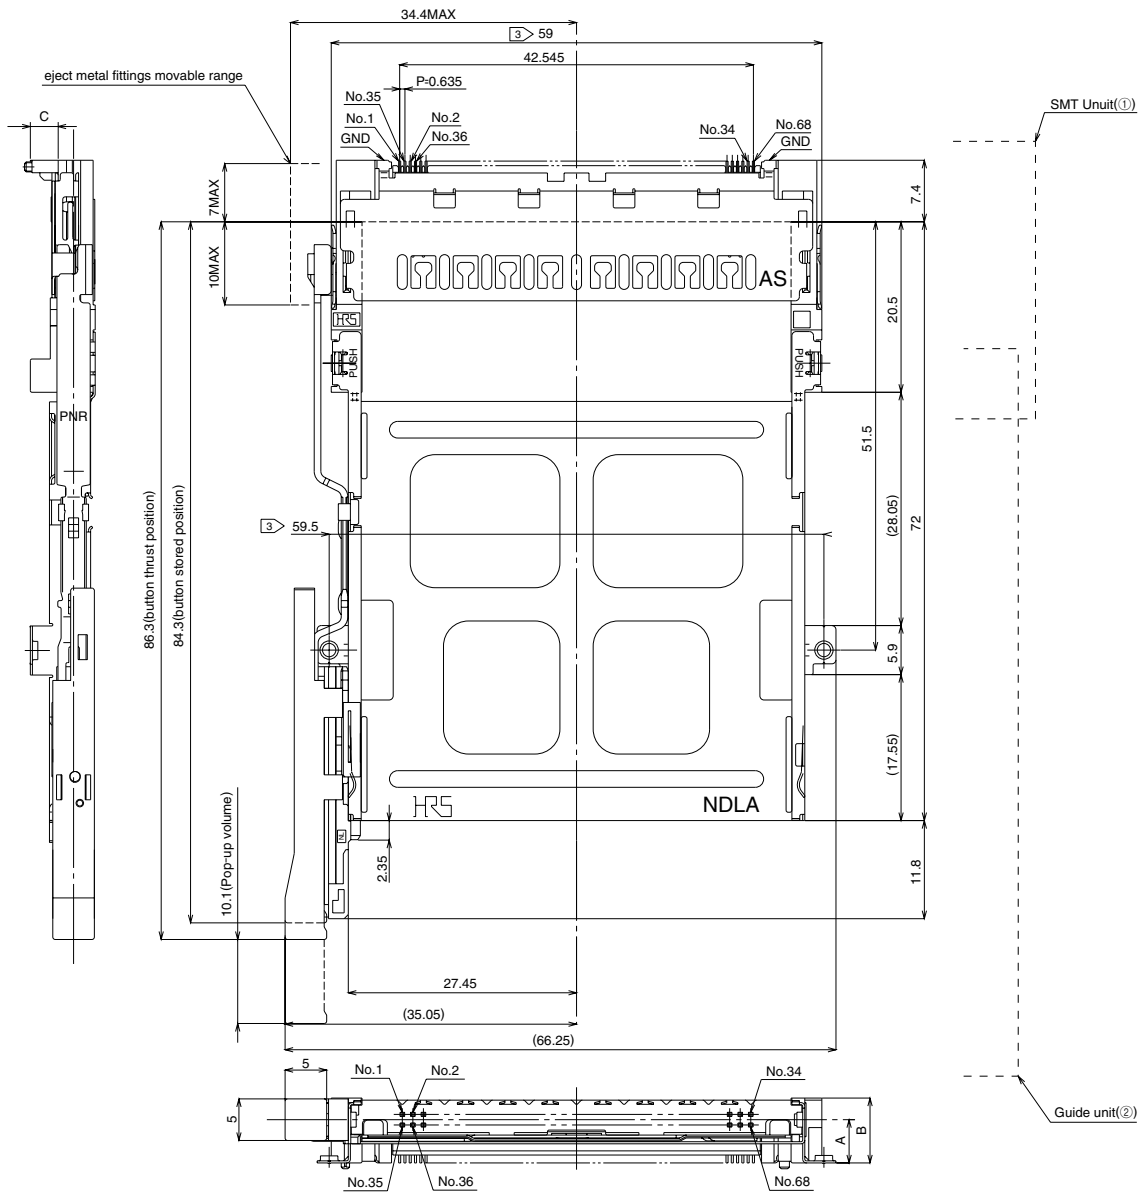 34.4MAX
3 59
42.545
eject metal fittings movable range
P=0.635
No.35
No.1
No.2
GND
No.36
No.34
No.68
GND
SMT Unuit(①)
C
7MAX
10MAX
7.4
AS
HRS
PUSH
PUSH
20.5
PNR
51.5
(28.05)
72
86.3(button thrust position)
84.3(button stored position)
3 59.5
5.9
(17.55)
HRS
NDLA
NL
2.35
10.1(Pop-up volume)
11.8
27.45
(35.05)
(66.25)
5
No.1
No.2
No.34
5
A
B
Guide unit(②)
No.35
No.36
No.68